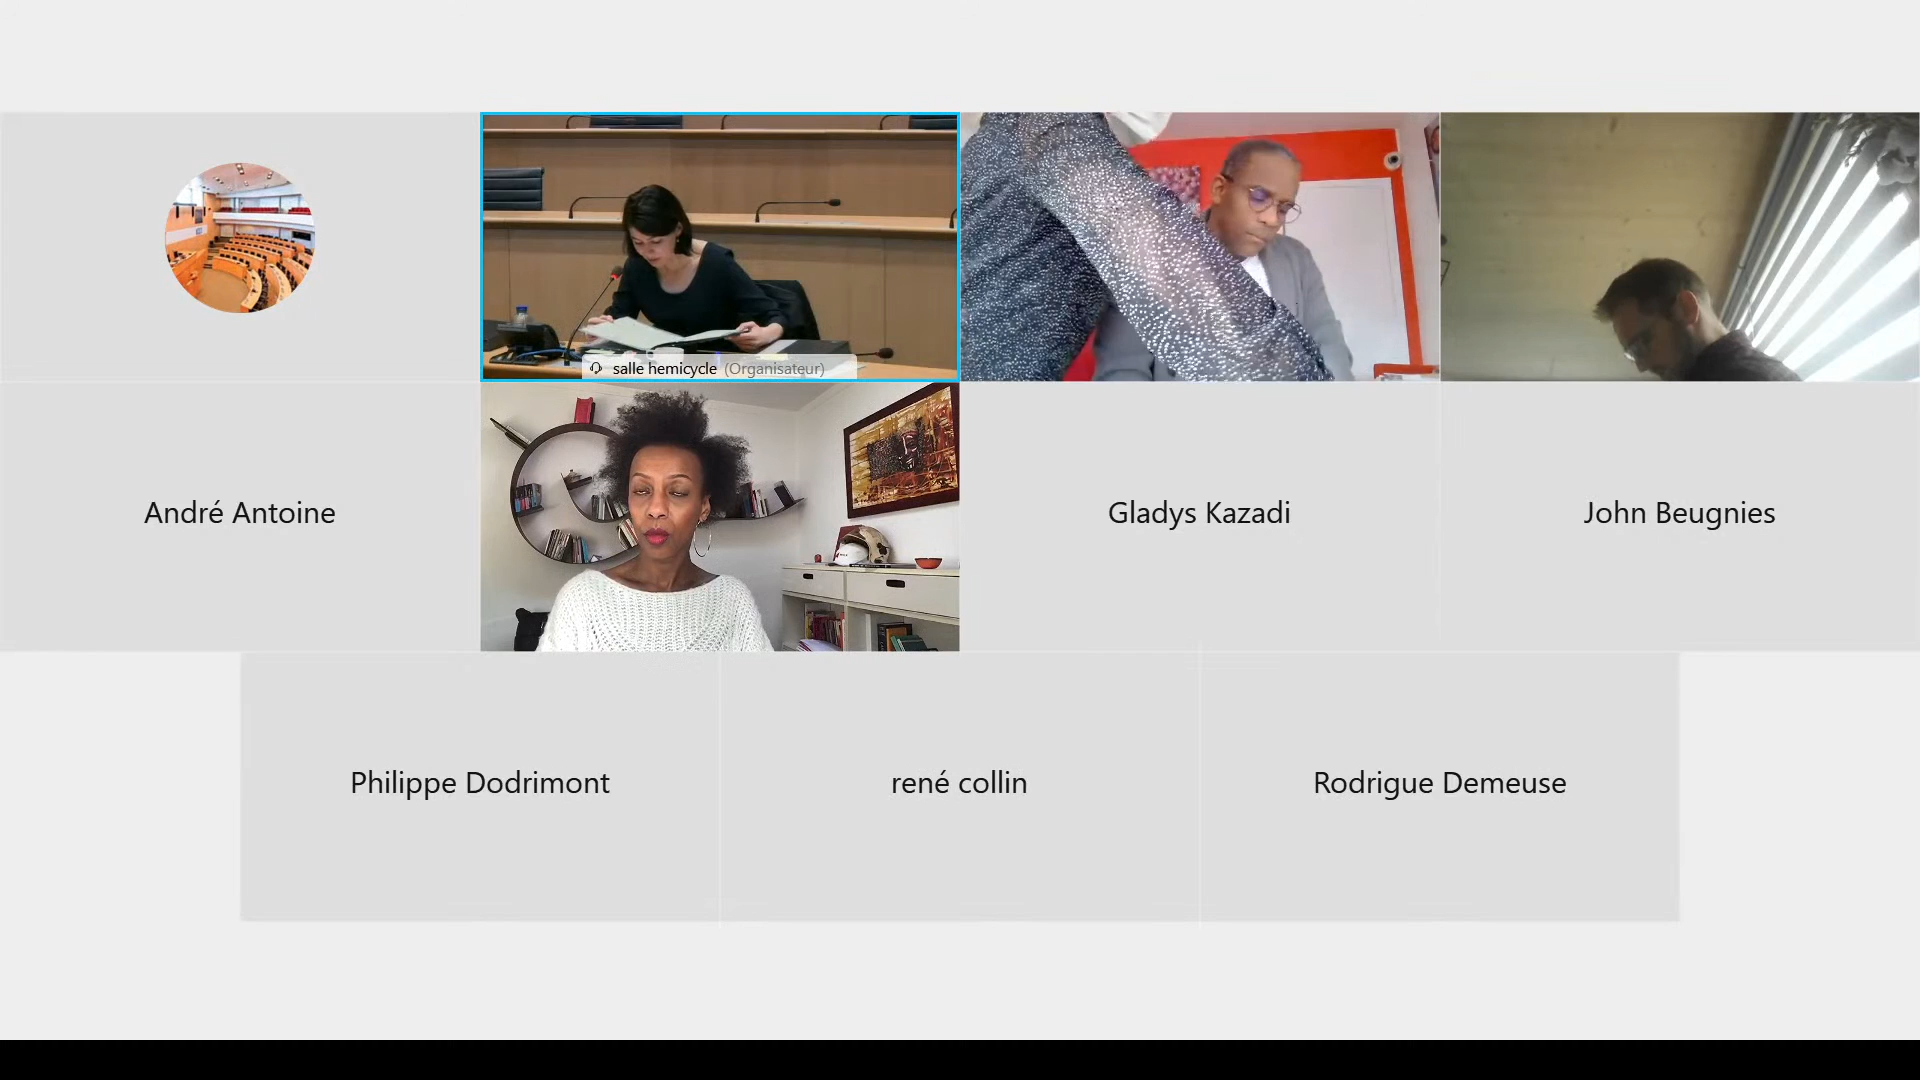 salle hemicycle (Organisateur)
André Antoine
Gladys Kazadi
John Beugnies
Philippe Dodrimont
rené collin
Rodrigue Demeuse